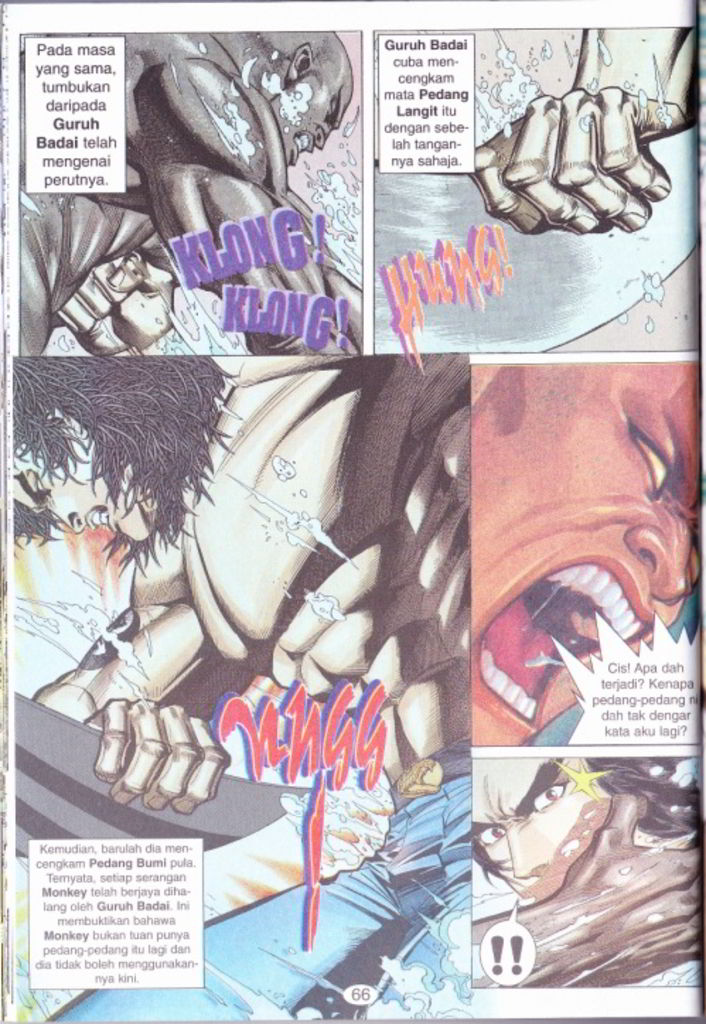 Pada masa
yang sama,
tumbukan
daripada
Guruh
Badai telah
mengenai
perutnya.
KLONG!
KLONG!
Guruh Badai
cuba men-
cengkam
mata Pedang
Langit itu
dengan sebe-
lah tangan-
nya sahaja.
HUNG!
Cis! Apa dah
terjadi? Kenapa
pedang-pedang ni
dah tak dengar
kata aku lagi?
Kemudian, barulah dia men-
cengkam Pedang Bumi pula.
Ternyata, setiap serangan
Monkey telah berjaya diha-
lang oleh Guruh Badai. Ini
membuktikan bahawa
Monkey bukan tuan punya
pedang-pedang itu lagi dan
dia tidak boleh menggunakan-
nya kini.
!!
66